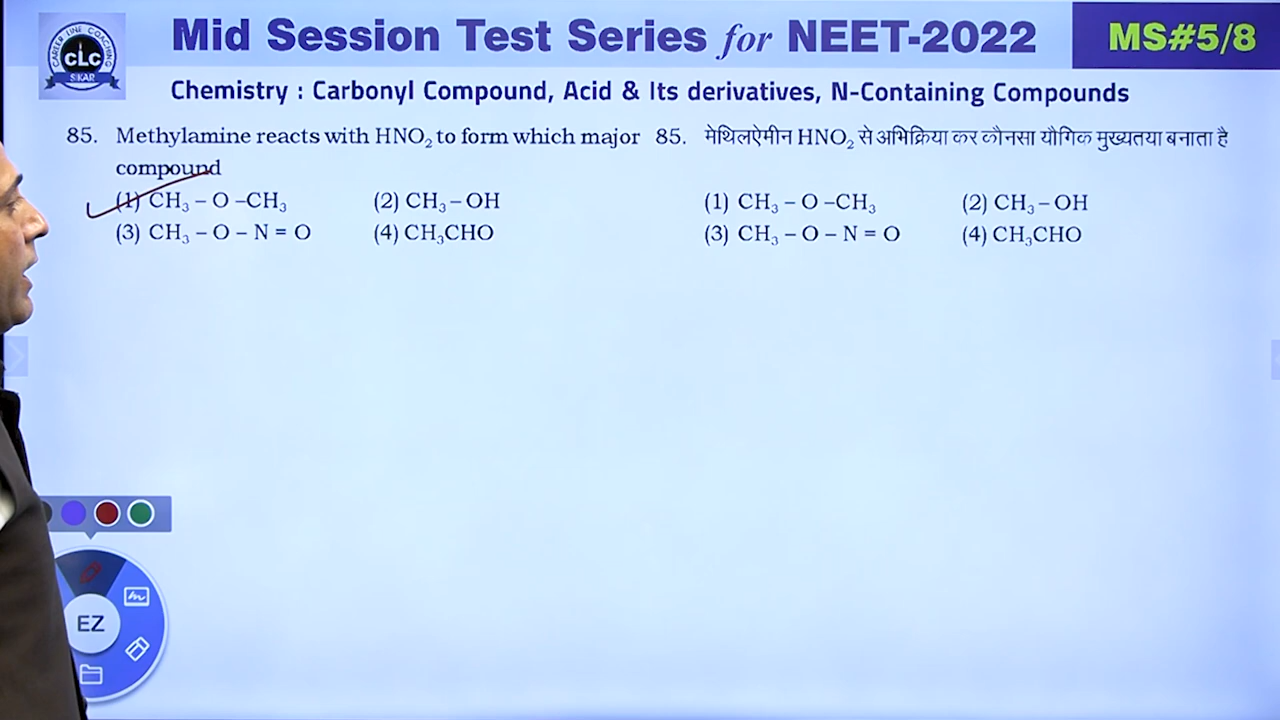 CAREER LINE COACHING
CLC
SIKAR
Mid Session Test Series for NEET-2022
MS#5/8
Chemistry : Carbonyl Compound, Acid & Its derivatives, N-Containing Compounds
85. Methylamine reacts with HNO₂ to form which major
compound
(1) CH₃ – O –CH₃ (2) CH₃ – OH
(3) CH₃ – O – N = O (4) CH₃CHO
85. मेथिलऐमीन HNO₂ से अभिक्रिया कर कौनसा यौगिक मुख्यतया बनाता है
(1) CH₃ – O –CH₃ (2) CH₃ – OH
(3) CH₃ – O – N = O (4) CH₃CHO
EZ